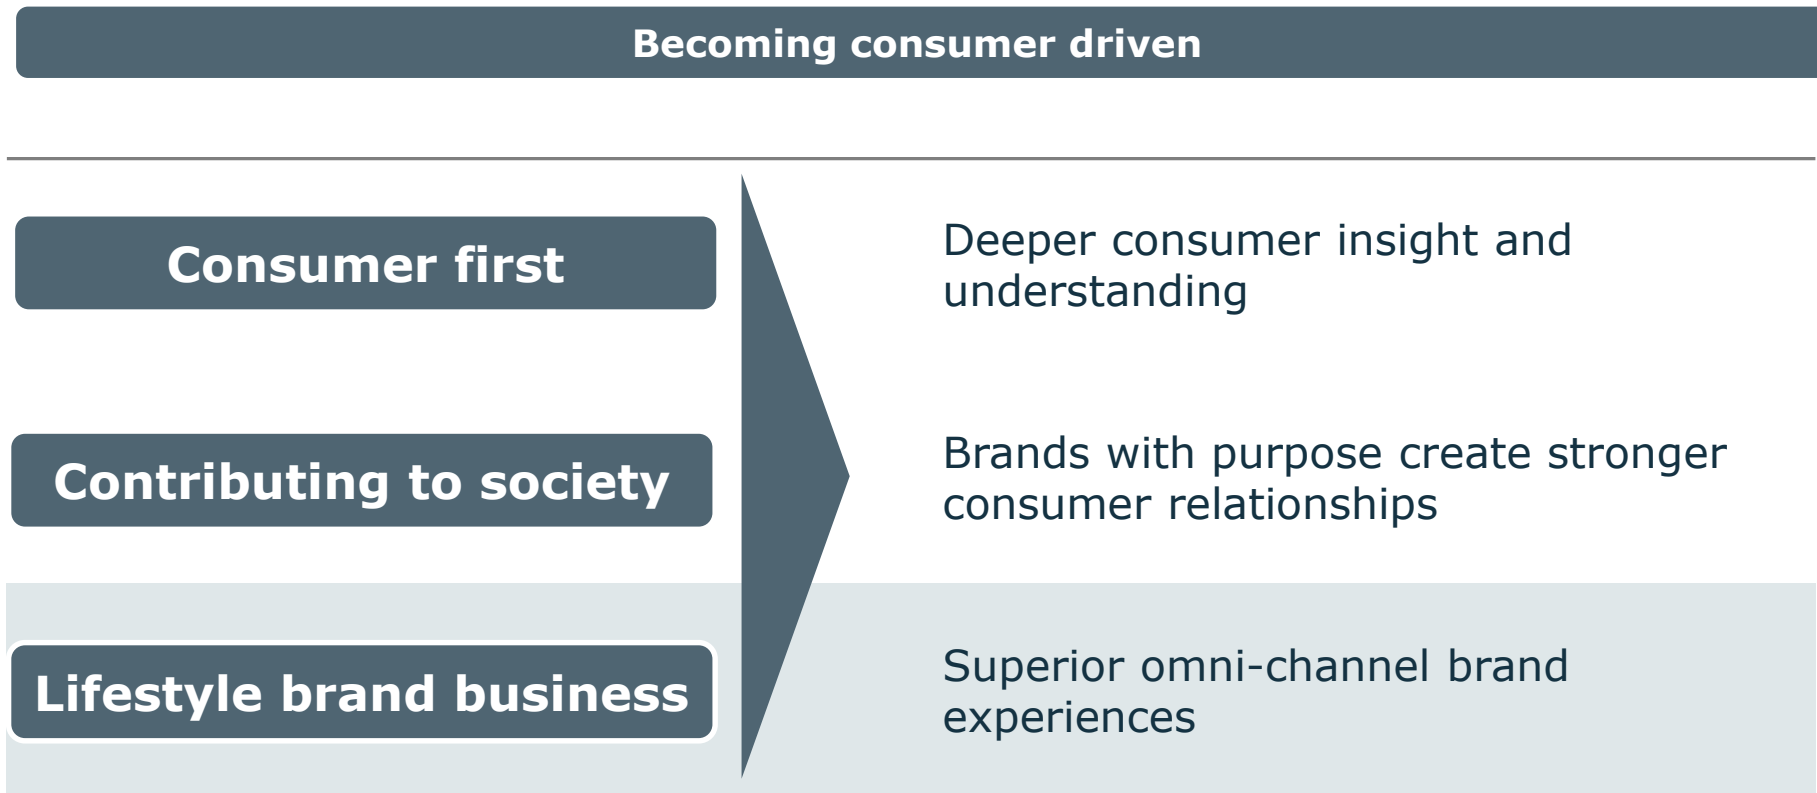 Becoming consumer driven
Consumer first
Deeper consumer insight and
understanding
Contributing to society
Brands with purpose create stronger
consumer relationships
Lifestyle brand business
Superior omni-channel brand
experiences